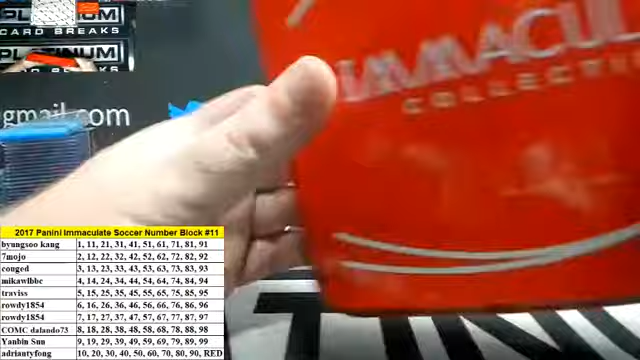 PLATINUM
CARD BREAKS
PLATINUM
CARD BREAKS
gmail.com
IMMACUL
COLLECTI
2017 Panini Immaculate Soccer Number Block #11
byungsoo kang 1, 11, 21, 31, 41, 51, 61, 71, 81, 91
7mojo 2, 12, 22, 32, 42, 52, 62, 72, 82, 92
couged 3, 13, 23, 33, 43, 53, 63, 73, 83, 93
mikawlbbc 4, 14, 24, 34, 44, 54, 64, 74, 84, 94
traviss 5, 15, 25, 35, 45, 55, 65, 75, 85, 95
rowdy1854 6, 16, 26, 36, 46, 56, 66, 76, 86, 96
rowdy1854 7, 17, 27, 37, 47, 57, 67, 77, 87, 97
COMC dafando73 8, 18, 28, 38, 48, 58, 68, 78, 88, 98
Yanbin Sun 9, 19, 29, 39, 49, 59, 69, 79, 89, 99
adriantyfong 10, 20, 30, 40, 50, 60, 70, 80, 90, RED